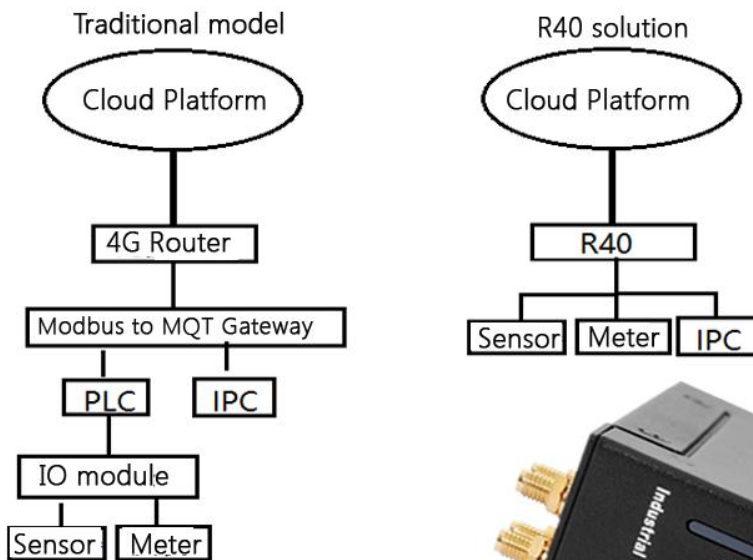 Traditional model
Cloud Platform
4G Router
Modbus to MQT Gateway
PLC
IPC
IO module
Sensor
Meter
R40 solution
Cloud Platform
R40
Sensor
Meter
IPC
Industrial